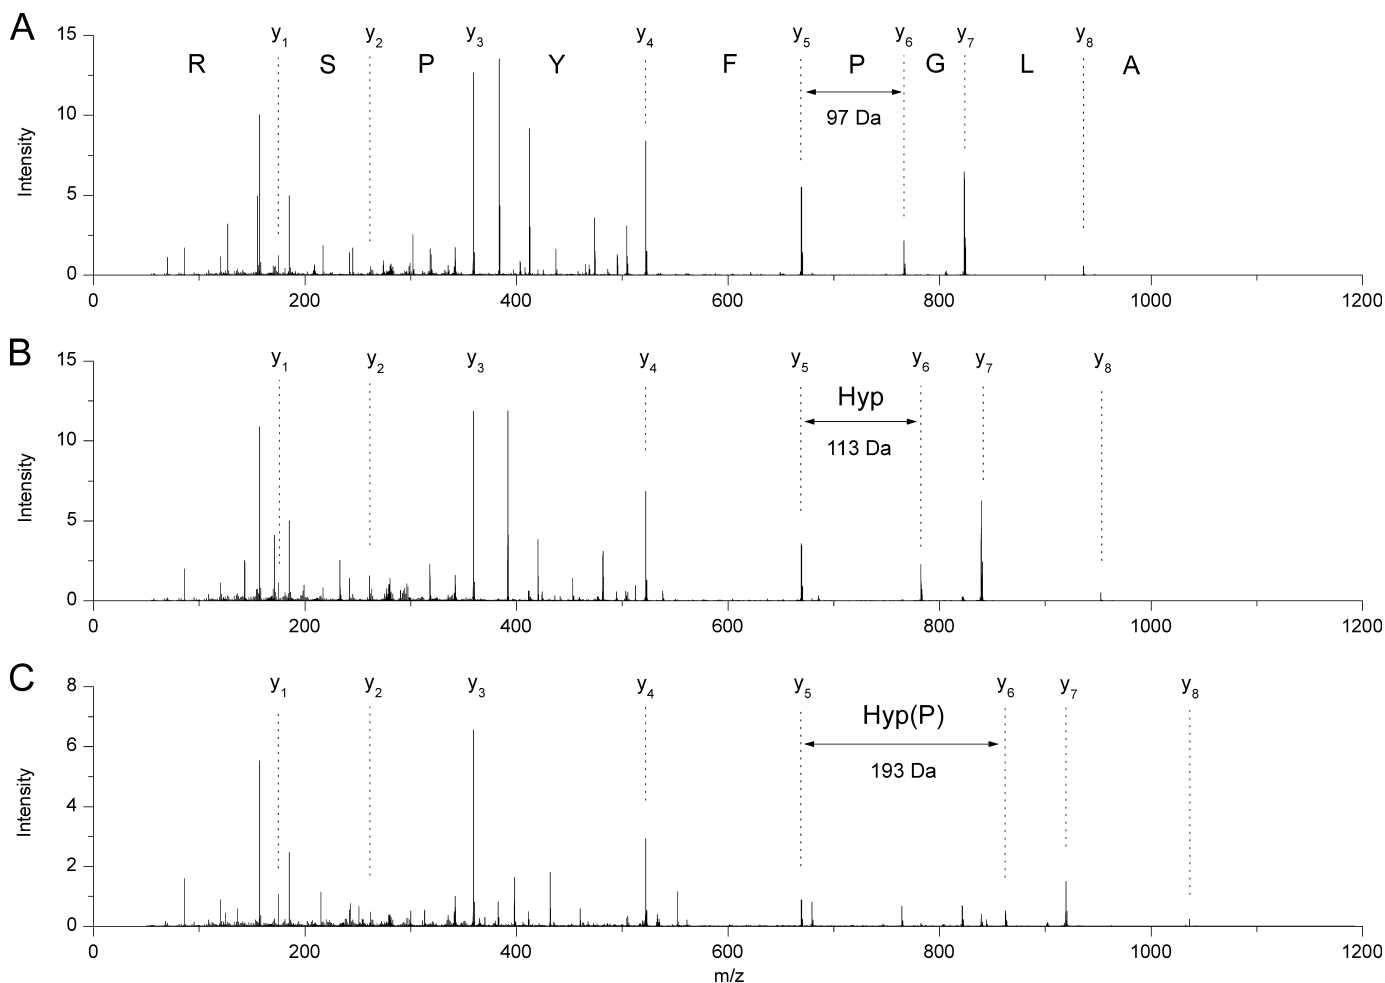 A
15 y1 y2 y3 y4 y5 y6 y7 y8
R S P Y F P G L A
97 Da
10
Intensity
5
0
0 200 400 600 800 1000 1200
B
15 y1 y2 y3 y4 y5 y6 y7 y8
Hyp
113 Da
10
Intensity
5
0
0 200 400 600 800 1000 1200
C
8 y1 y2 y3 y4 y5 y6 y7 y8
Hyp(P)
193 Da
6
Intensity
4
2
0
0 200 400 600 800 1000 1200
m/z